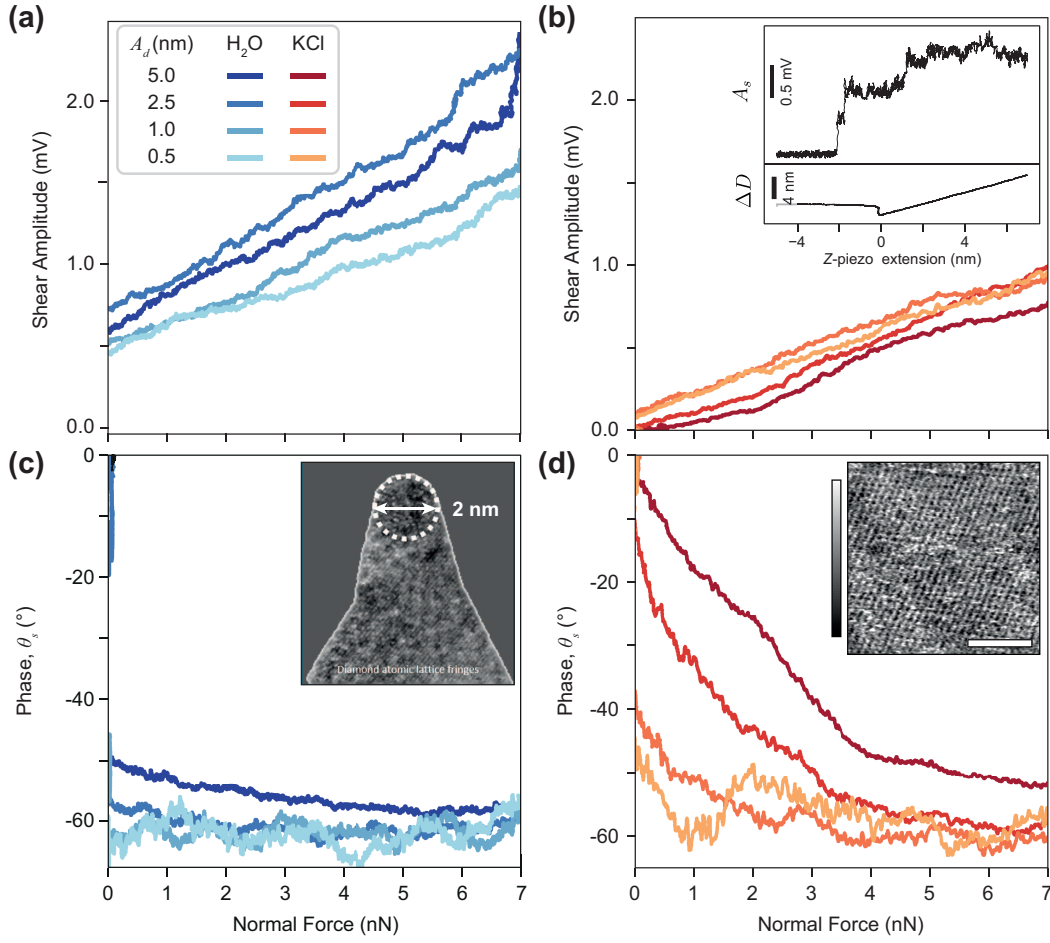 (a)
A_d (nm) H₂O KCl
5.0
2.5
1.0
0.5
2.0
1.0
0.0
Shear Amplitude (mV)
(b)
2.0
1.0
0.0
Shear Amplitude (mV)
A_s
0.5 mV
ΔD
4 nm
−4 0 4
Z-piezo extension (nm)
(c)
0
-20
-40
-60
Phase, θ_s (°)
2 nm
Diamond atomic lattice fringes
0 1 2 3 4 5 6 7
Normal Force (nN)
(d)
0
-20
-40
-60
Phase, θ_s (°)
0 1 2 3 4 5 6 7
Normal Force (nN)